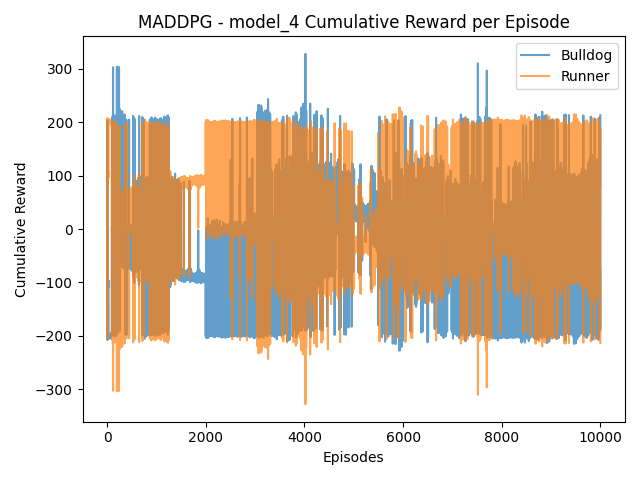 MADDPG - model_4 Cumulative Reward per Episode
Bulldog
Runner
Cumulative Reward
300
200
100
0
−100
−200
−300
0 2000 4000 6000 8000 10000
Episodes